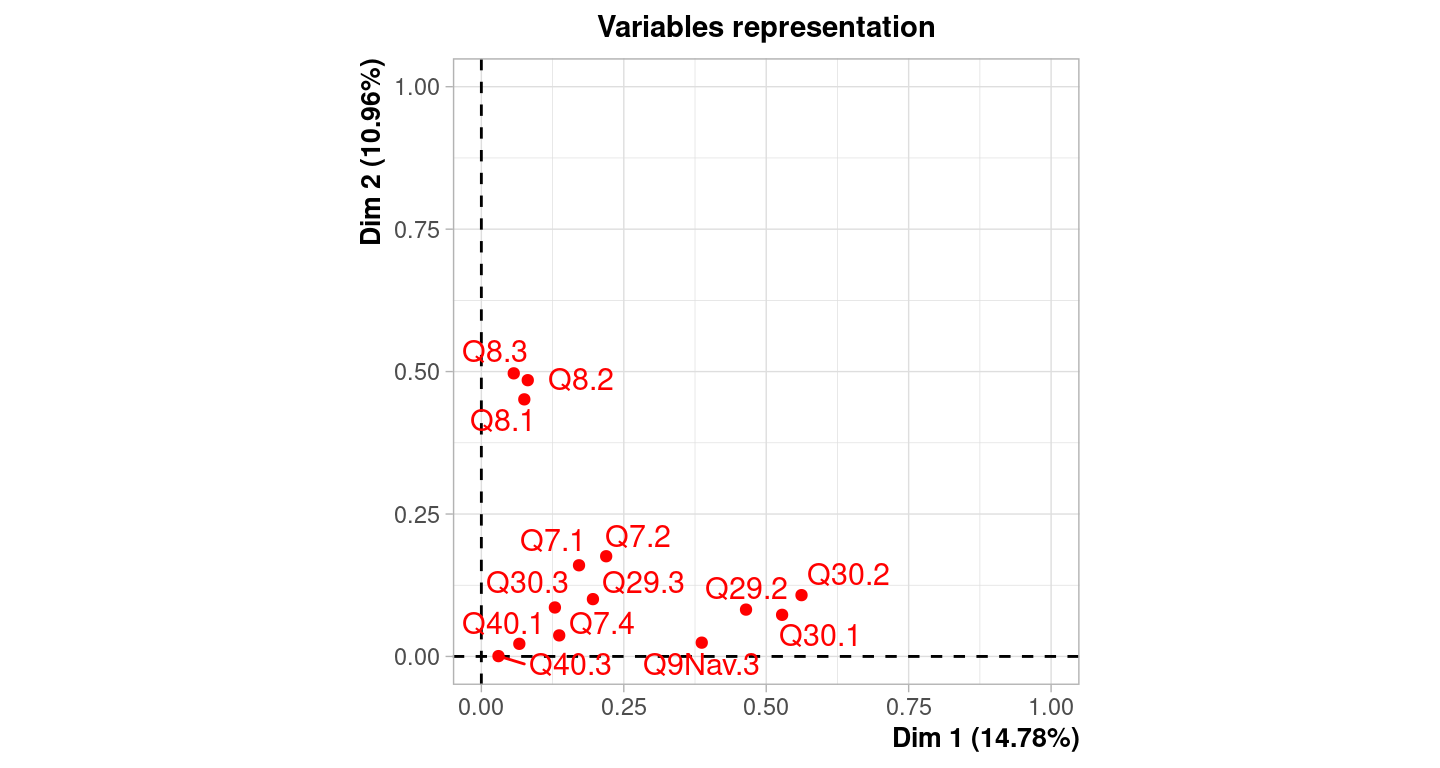 Variables representation
Dim 2 (10.96%)
1.00
0.75
0.50
0.25
0.00
Q8.3
Q8.2
Q8.1
Q7.1
Q7.2
Q30.3
Q29.3
Q29.2
Q30.2
Q40.1
Q7.4
Q30.1
Q40.3
Q9Nav.3
0.00
0.25
0.50
0.75
1.00
Dim 1 (14.78%)